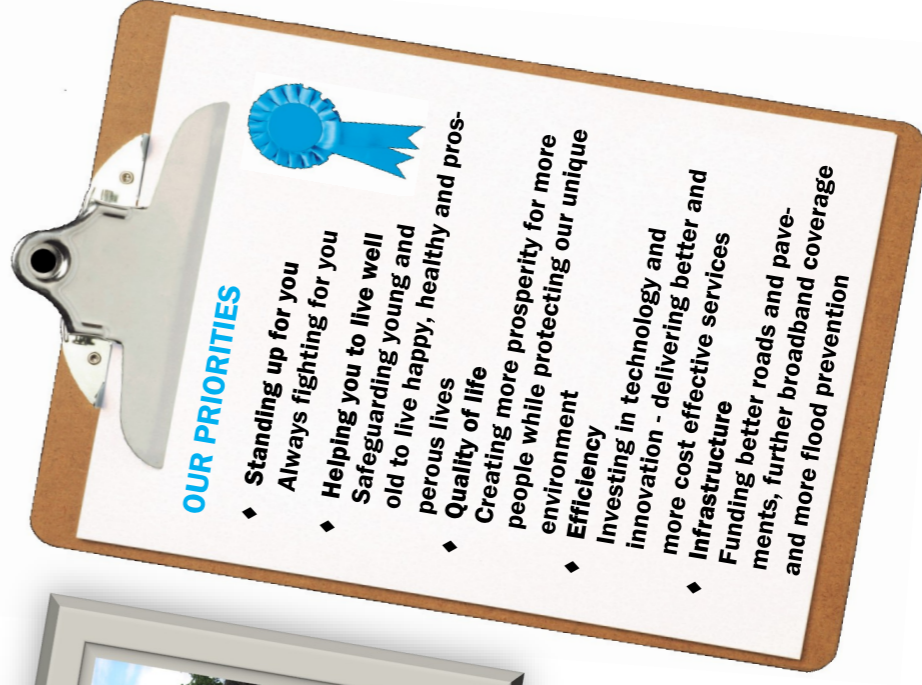 OUR PRIORITIES
◆ Standing up for you
Always fighting for you
◆ Helping you to live well
Safeguarding young and
old to live happy, healthy and pros-
perous lives
◆ Quality of life
Creating more prosperity for more
people while protecting our unique
environment
◆ Efficiency
Investing in technology and
innovation - delivering better and
more cost effective services
◆ Infrastructure
Funding better roads and pave-
ments, further broadband coverage
and more flood prevention